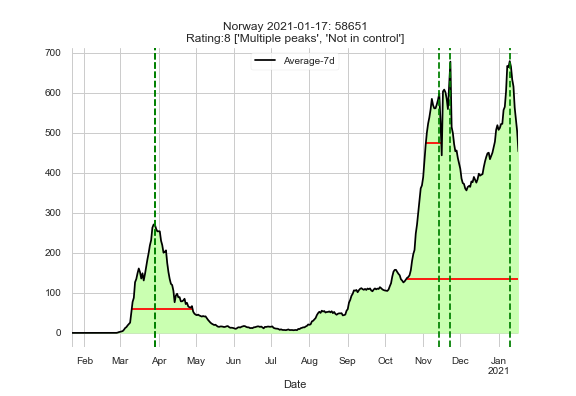 Norway 2021-01-17: 58651
Rating:8 ['Multiple peaks', 'Not in control']
Average-7d
700
600
500
400
300
200
100
0
Feb Mar Apr May Jun Jul Aug Sep Oct Nov Dec Jan
2021
Date